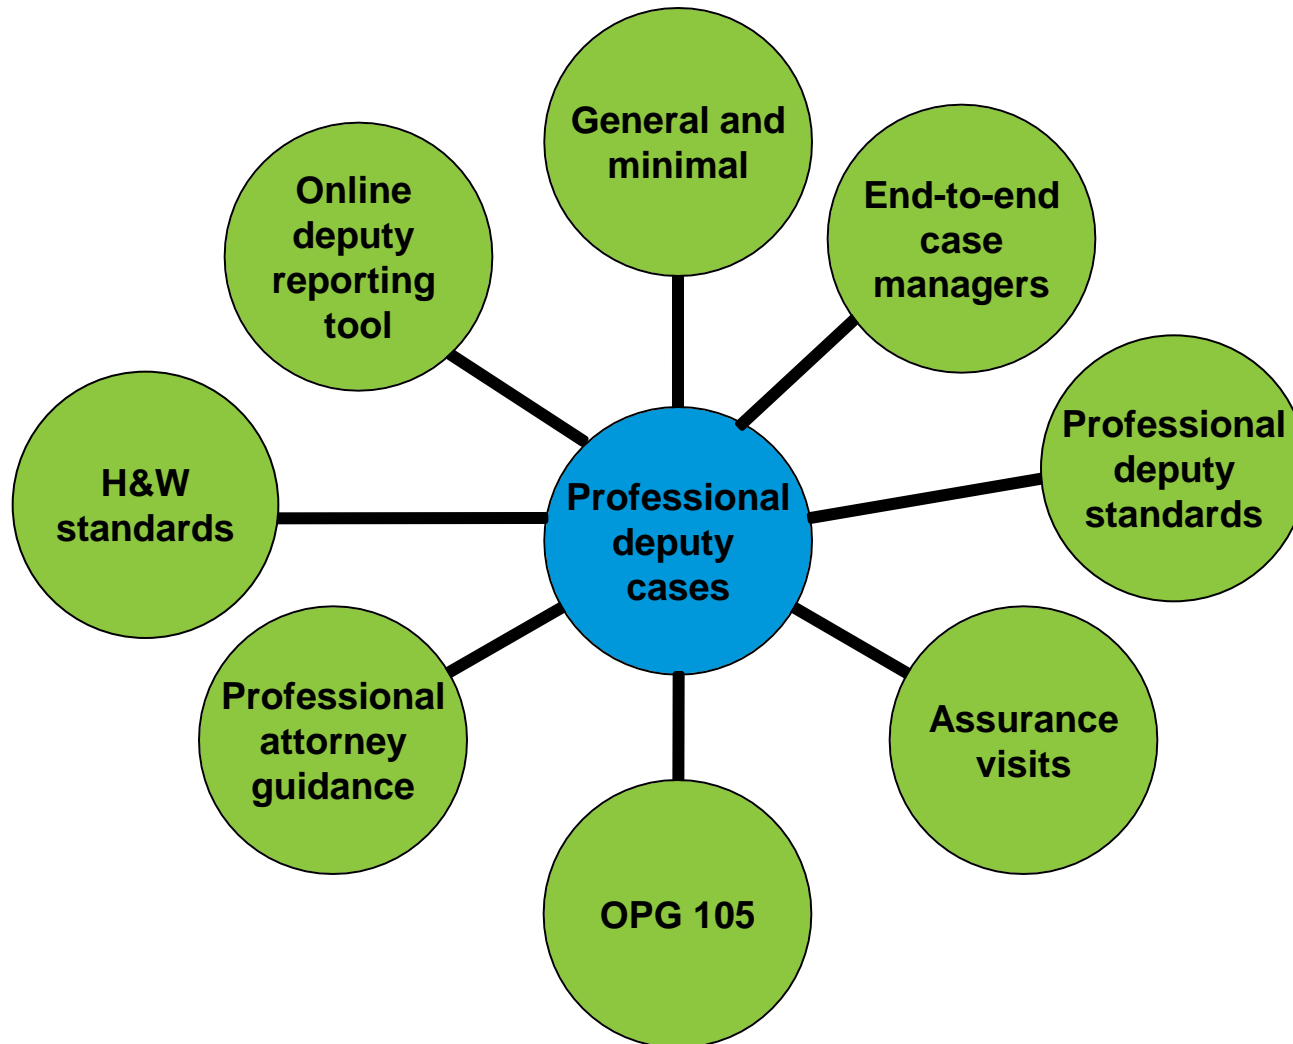 General and
minimal
End-to-end
case
managers
Professional
deputy
standards
Assurance
visits
OPG 105
Professional
attorney
guidance
H&W
standards
Online
deputy
reporting
tool
Professional
deputy
cases